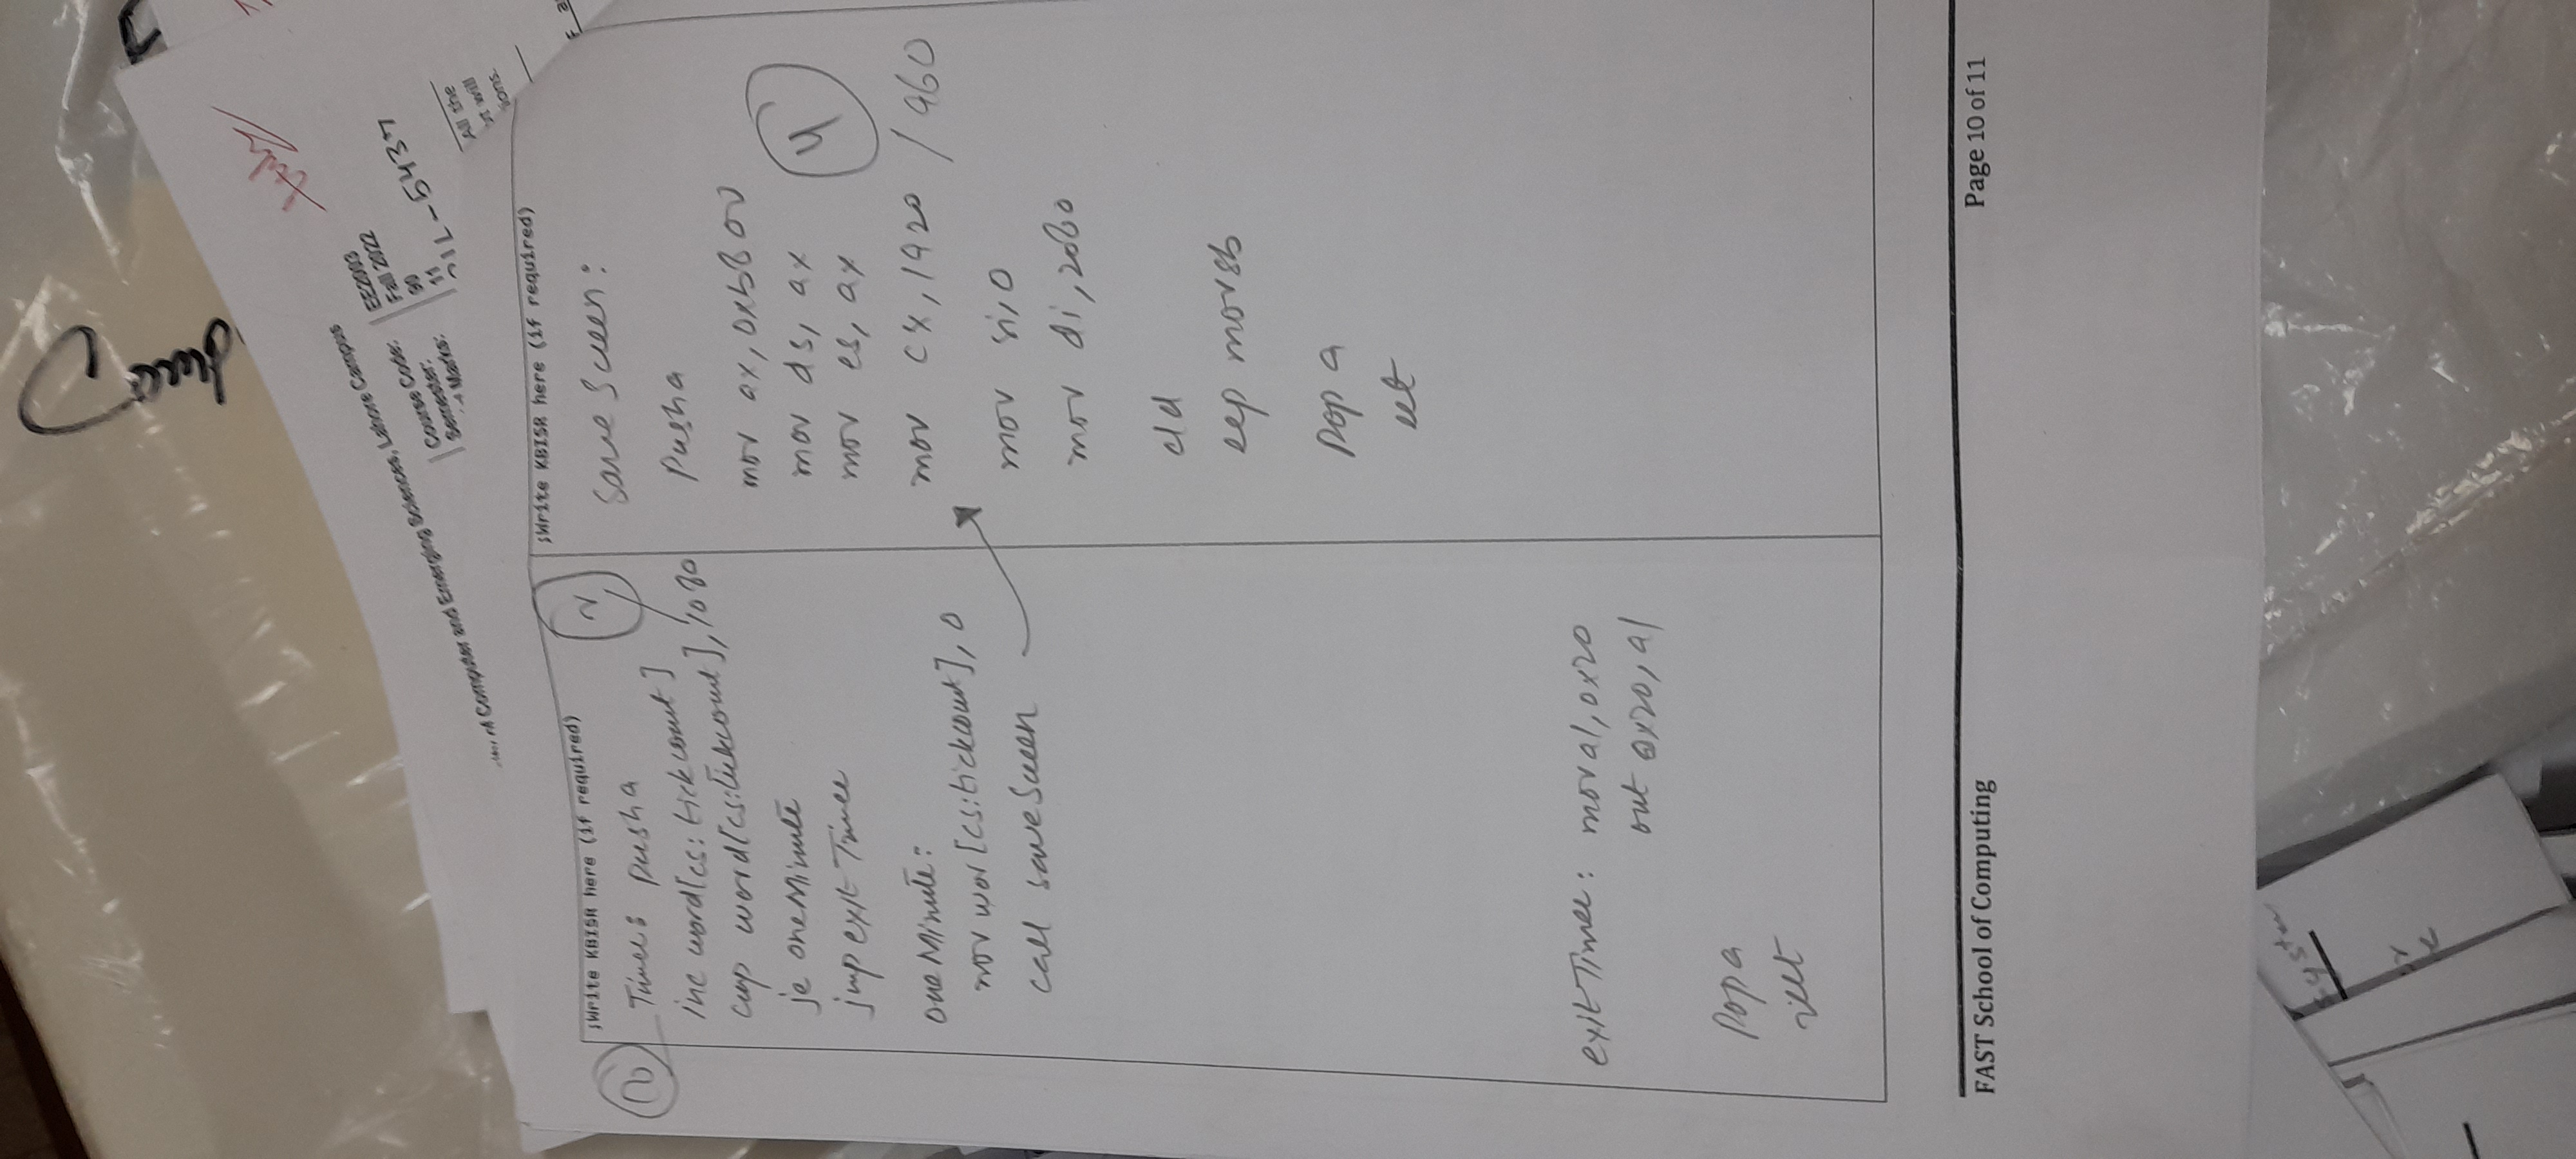 of Computer and Emerging Sciences, Lahore Campus
Course Code:
EE2003
Semester:
Fall 2022
Marks:
90
11
21L-5437
All the
will
ions.
;Write KBISR here (if required)
2
Timer: pusha
inc word[cs:tickcount]
cmp word[cs:tickcount], 1080
je oneMinute
jmp exitTimer
oneMinute:
mov wor[cs:tickcount], 0
call saveScreen
exitTimer: mov al, 0x20
out 0x20, al
popa
iret
;Write KBISR here (if required)
saveScreen:
pusha
mov ax, 0xb800
mov ds, ax
mov es, ax
4
mov cx, 1920 / 960
mov si, 0
mov di, 2080
cld
rep movsb
popa
ret
FAST School of Computing
Page 10 of 11
system